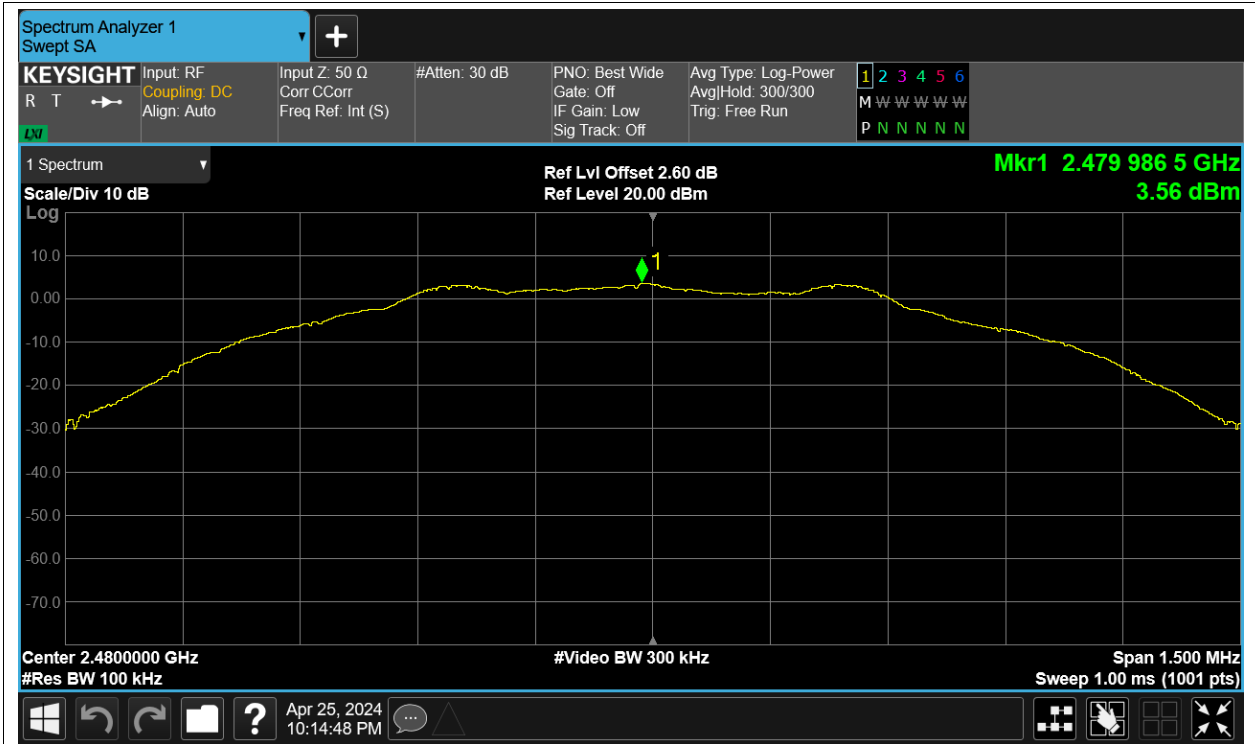 Spectrum Analyzer 1
Swept SA
KEYSIGHT
R T
LXI
Input: RF
Coupling: DC
Align: Auto
Input Z: 50 Ω
Corr CCorr
Freq Ref: Int (S)
#Atten: 30 dB
PNO: Best Wide
Gate: Off
IF Gain: Low
Sig Track: Off
Avg Type: Log-Power
Avg|Hold: 300/300
Trig: Free Run
1 2 3 4 5 6
M W W W W W
P N N N N N
1 Spectrum
Scale/Div 10 dB
Log
Ref Lvl Offset 2.60 dB
Ref Level 20.00 dBm
Mkr1 2.479 986 5 GHz
3.56 dBm
1
10.0
0.00
-10.0
-20.0
-30.0
-40.0
-50.0
-60.0
-70.0
Center 2.4800000 GHz
#Res BW 100 kHz
#Video BW 300 kHz
Span 1.500 MHz
Sweep 1.00 ms (1001 pts)
?
Apr 25, 2024
10:14:48 PM